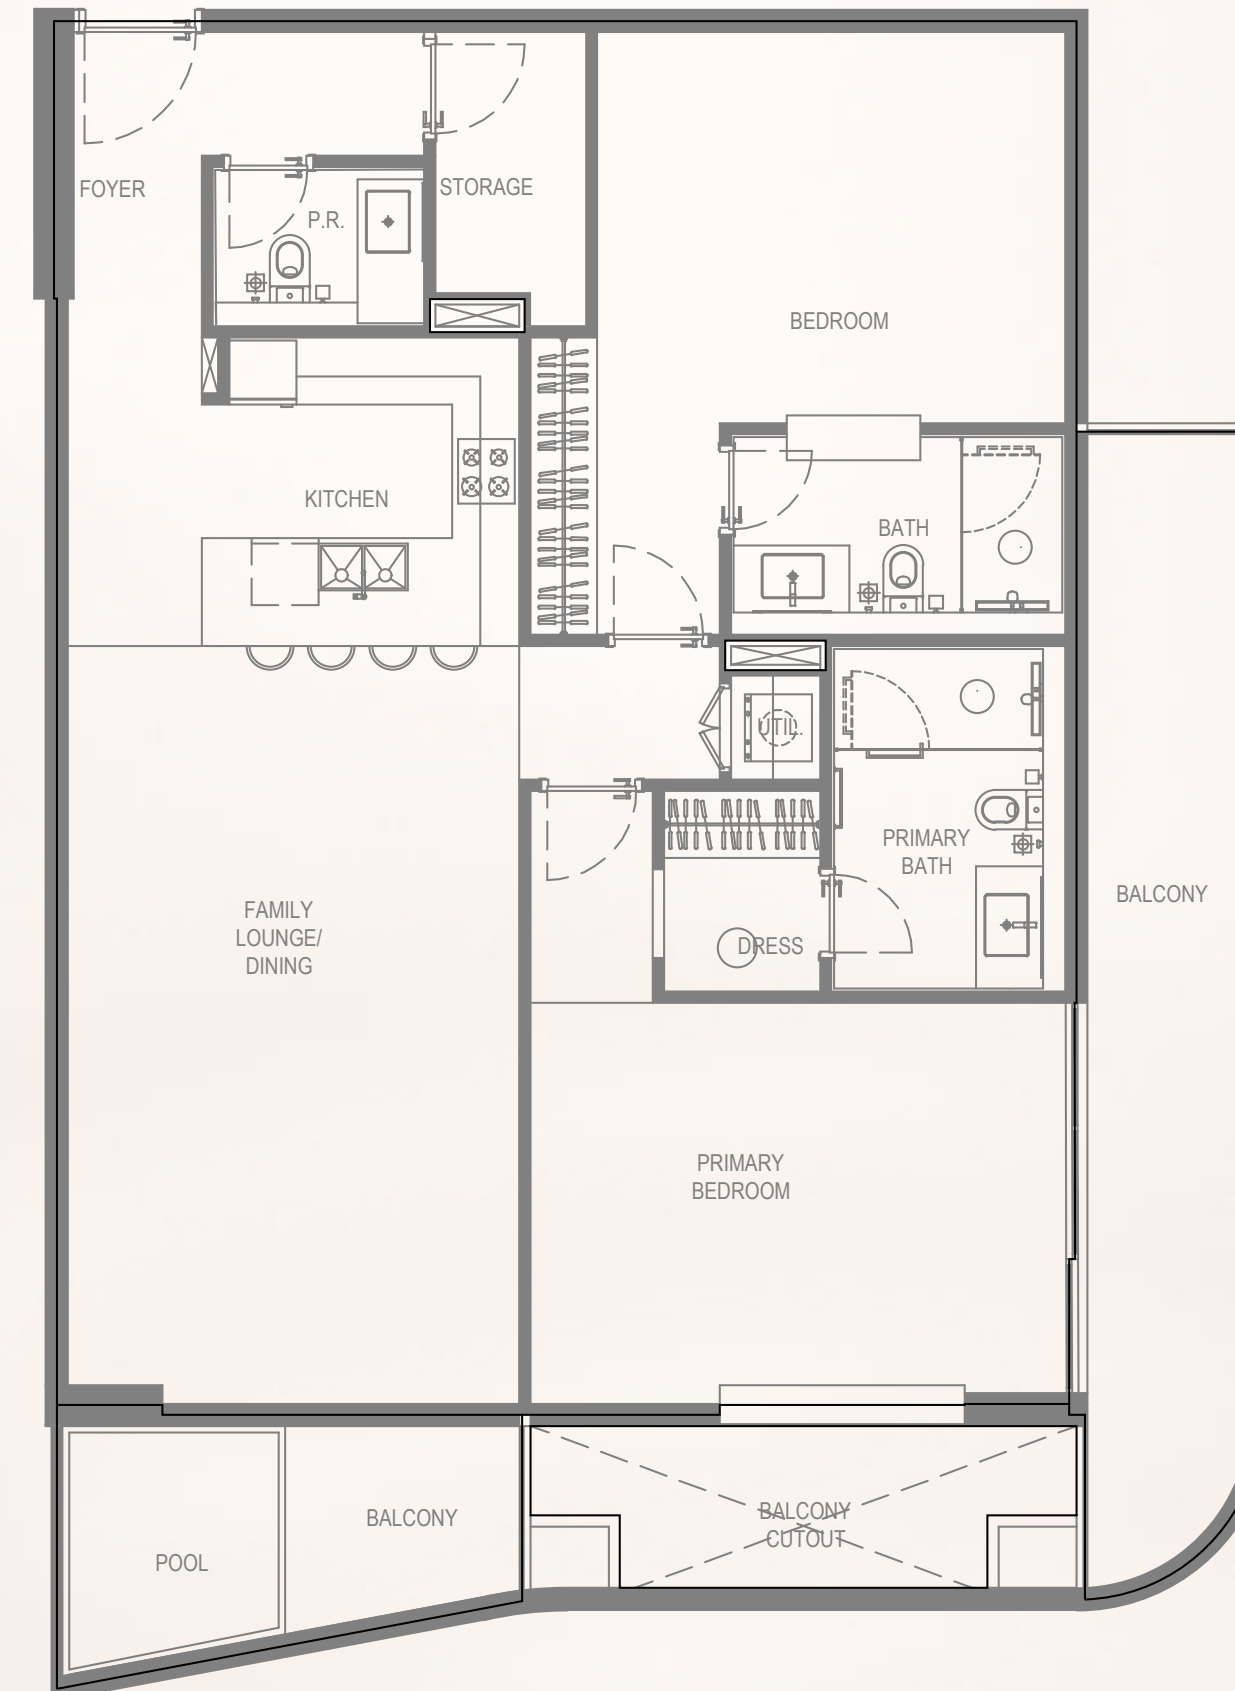 FOYER
STORAGE
P.R.
BEDROOM
KITCHEN
BATH
UTIL.
PRIMARY
BATH
BALCONY
FAMILY
LOUNGE/
DINING
DRESS
PRIMARY
BEDROOM
BALCONY
BALCONY
CUTOUT
POOL